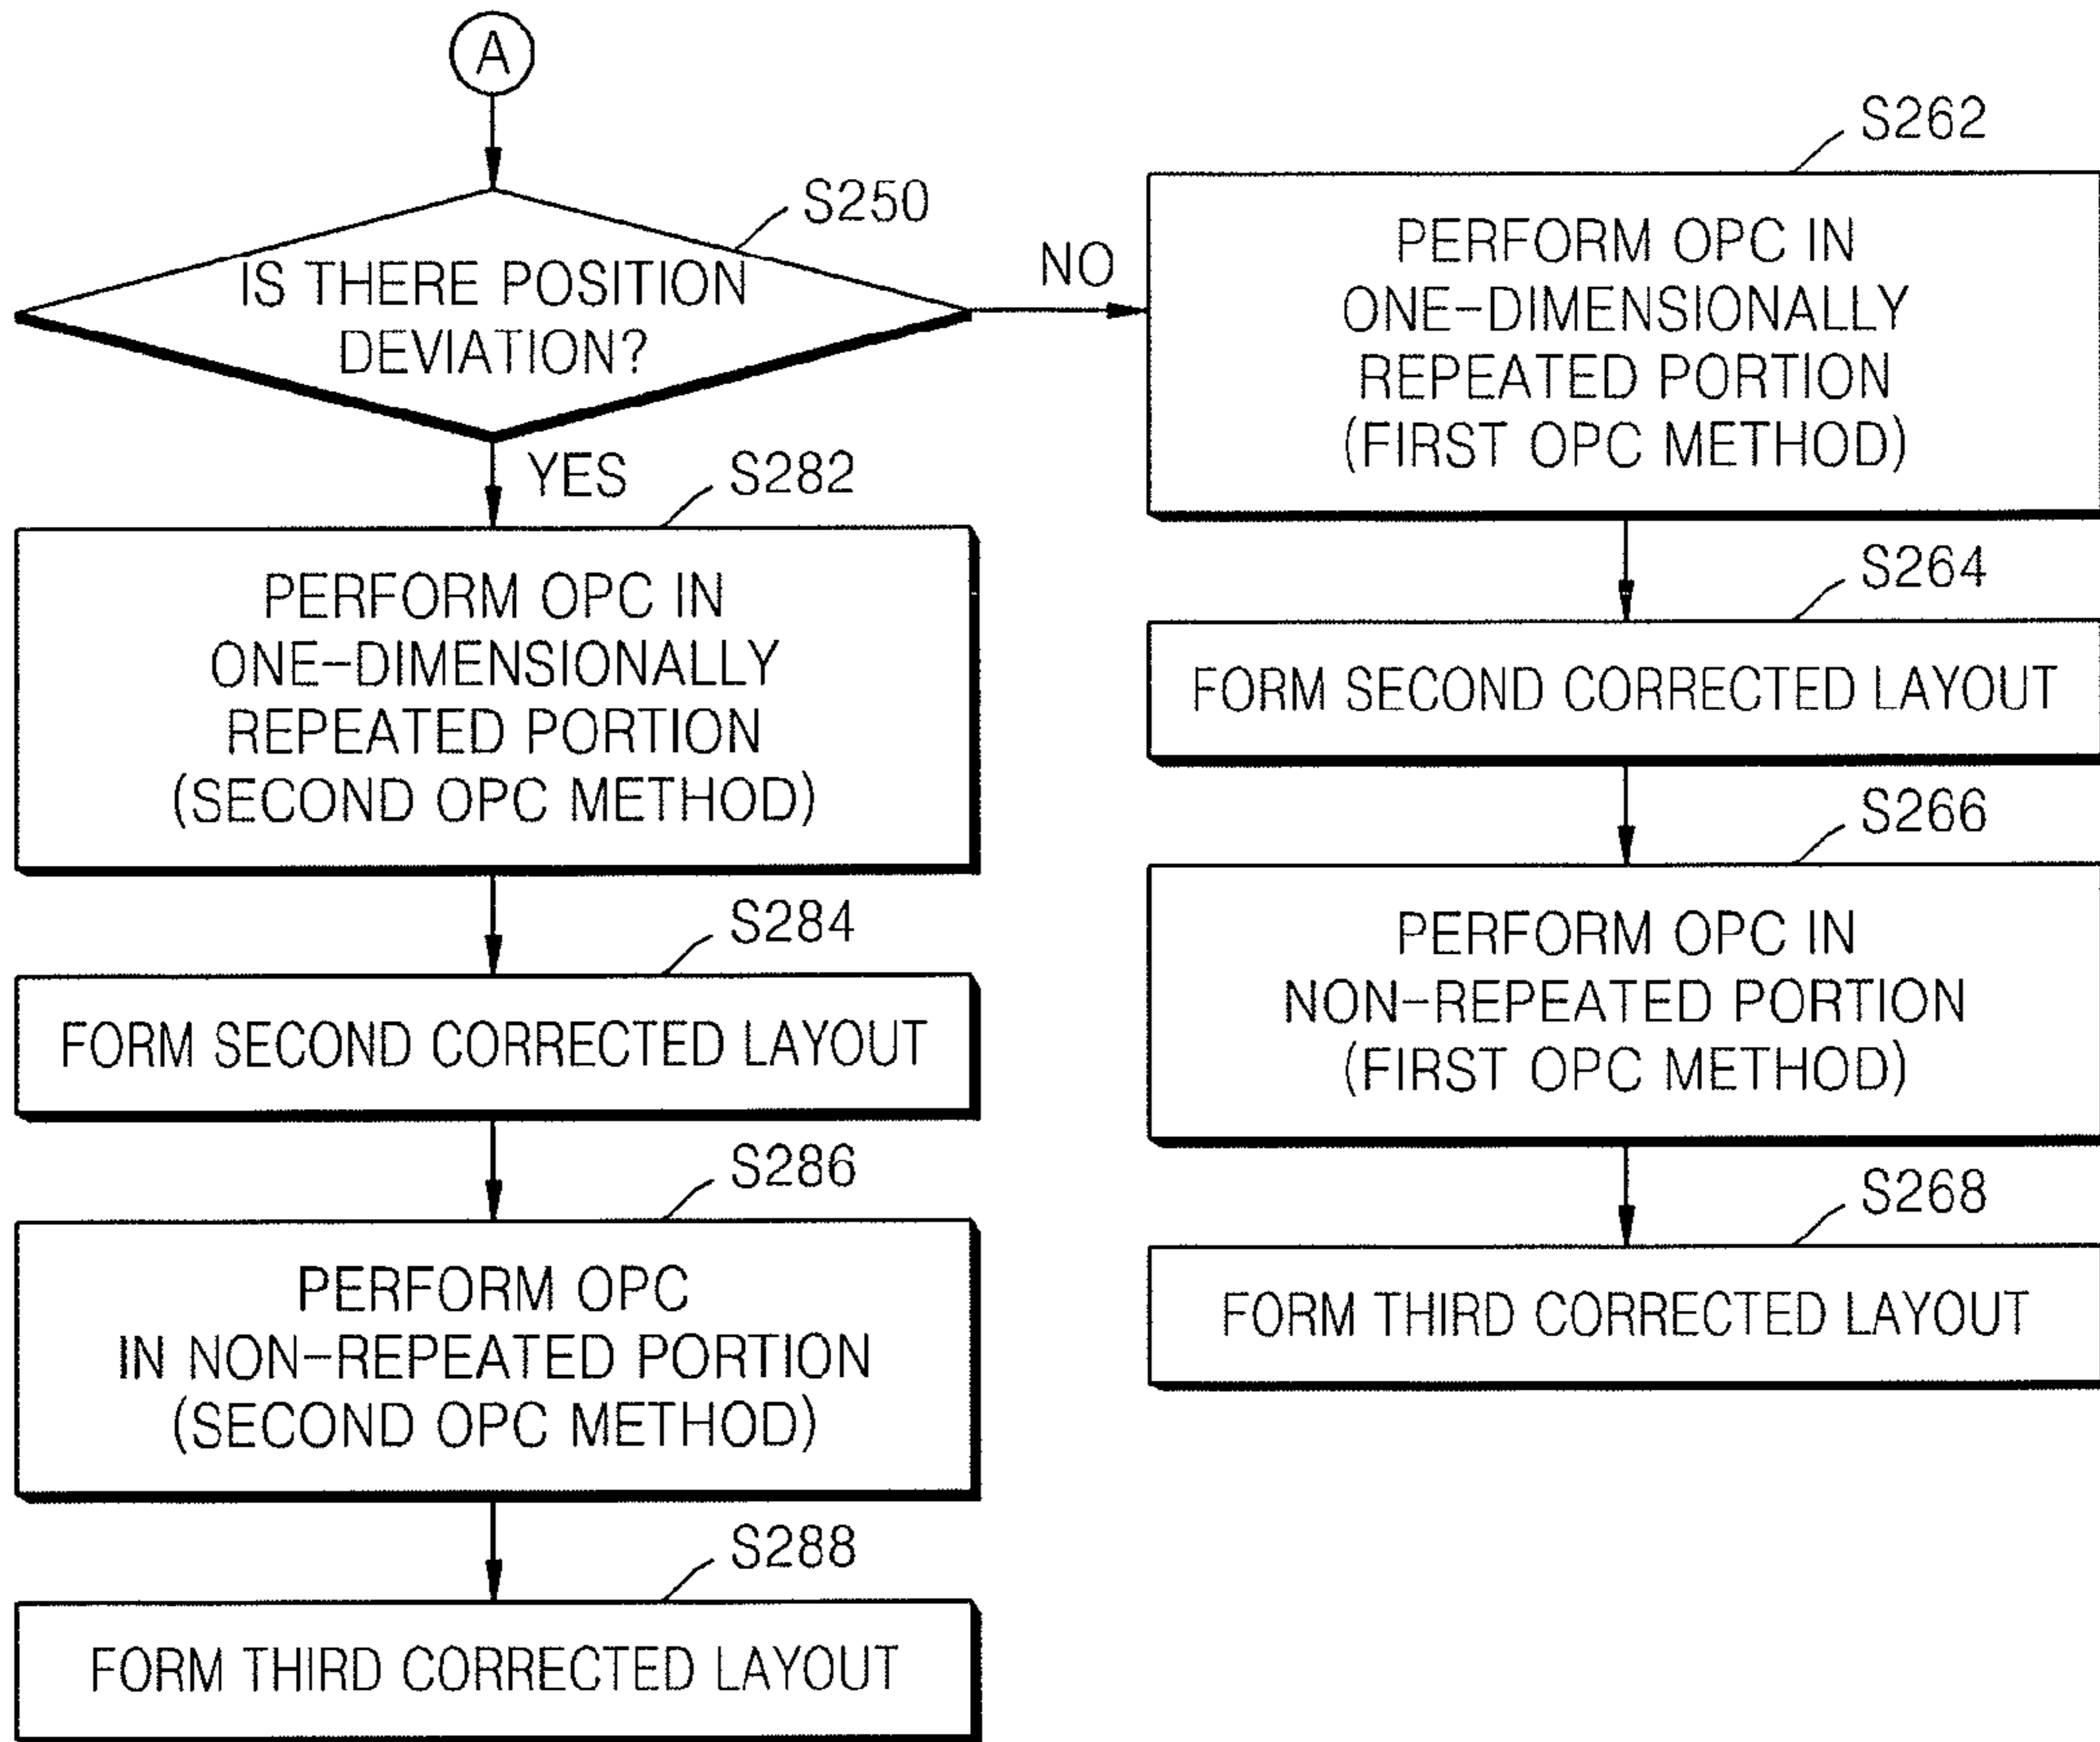 A
S250
IS THERE POSITION
DEVIATION?
NO
YES
S282
PERFORM OPC IN
ONE-DIMENSIONALLY
REPEATED PORTION
(SECOND OPC METHOD)
S284
FORM SECOND CORRECTED LAYOUT
S286
PERFORM OPC
IN NON-REPEATED PORTION
(SECOND OPC METHOD)
S288
FORM THIRD CORRECTED LAYOUT
S262
PERFORM OPC IN
ONE-DIMENSIONALLY
REPEATED PORTION
(FIRST OPC METHOD)
S264
FORM SECOND CORRECTED LAYOUT
S266
PERFORM OPC IN
NON-REPEATED PORTION
(FIRST OPC METHOD)
S268
FORM THIRD CORRECTED LAYOUT